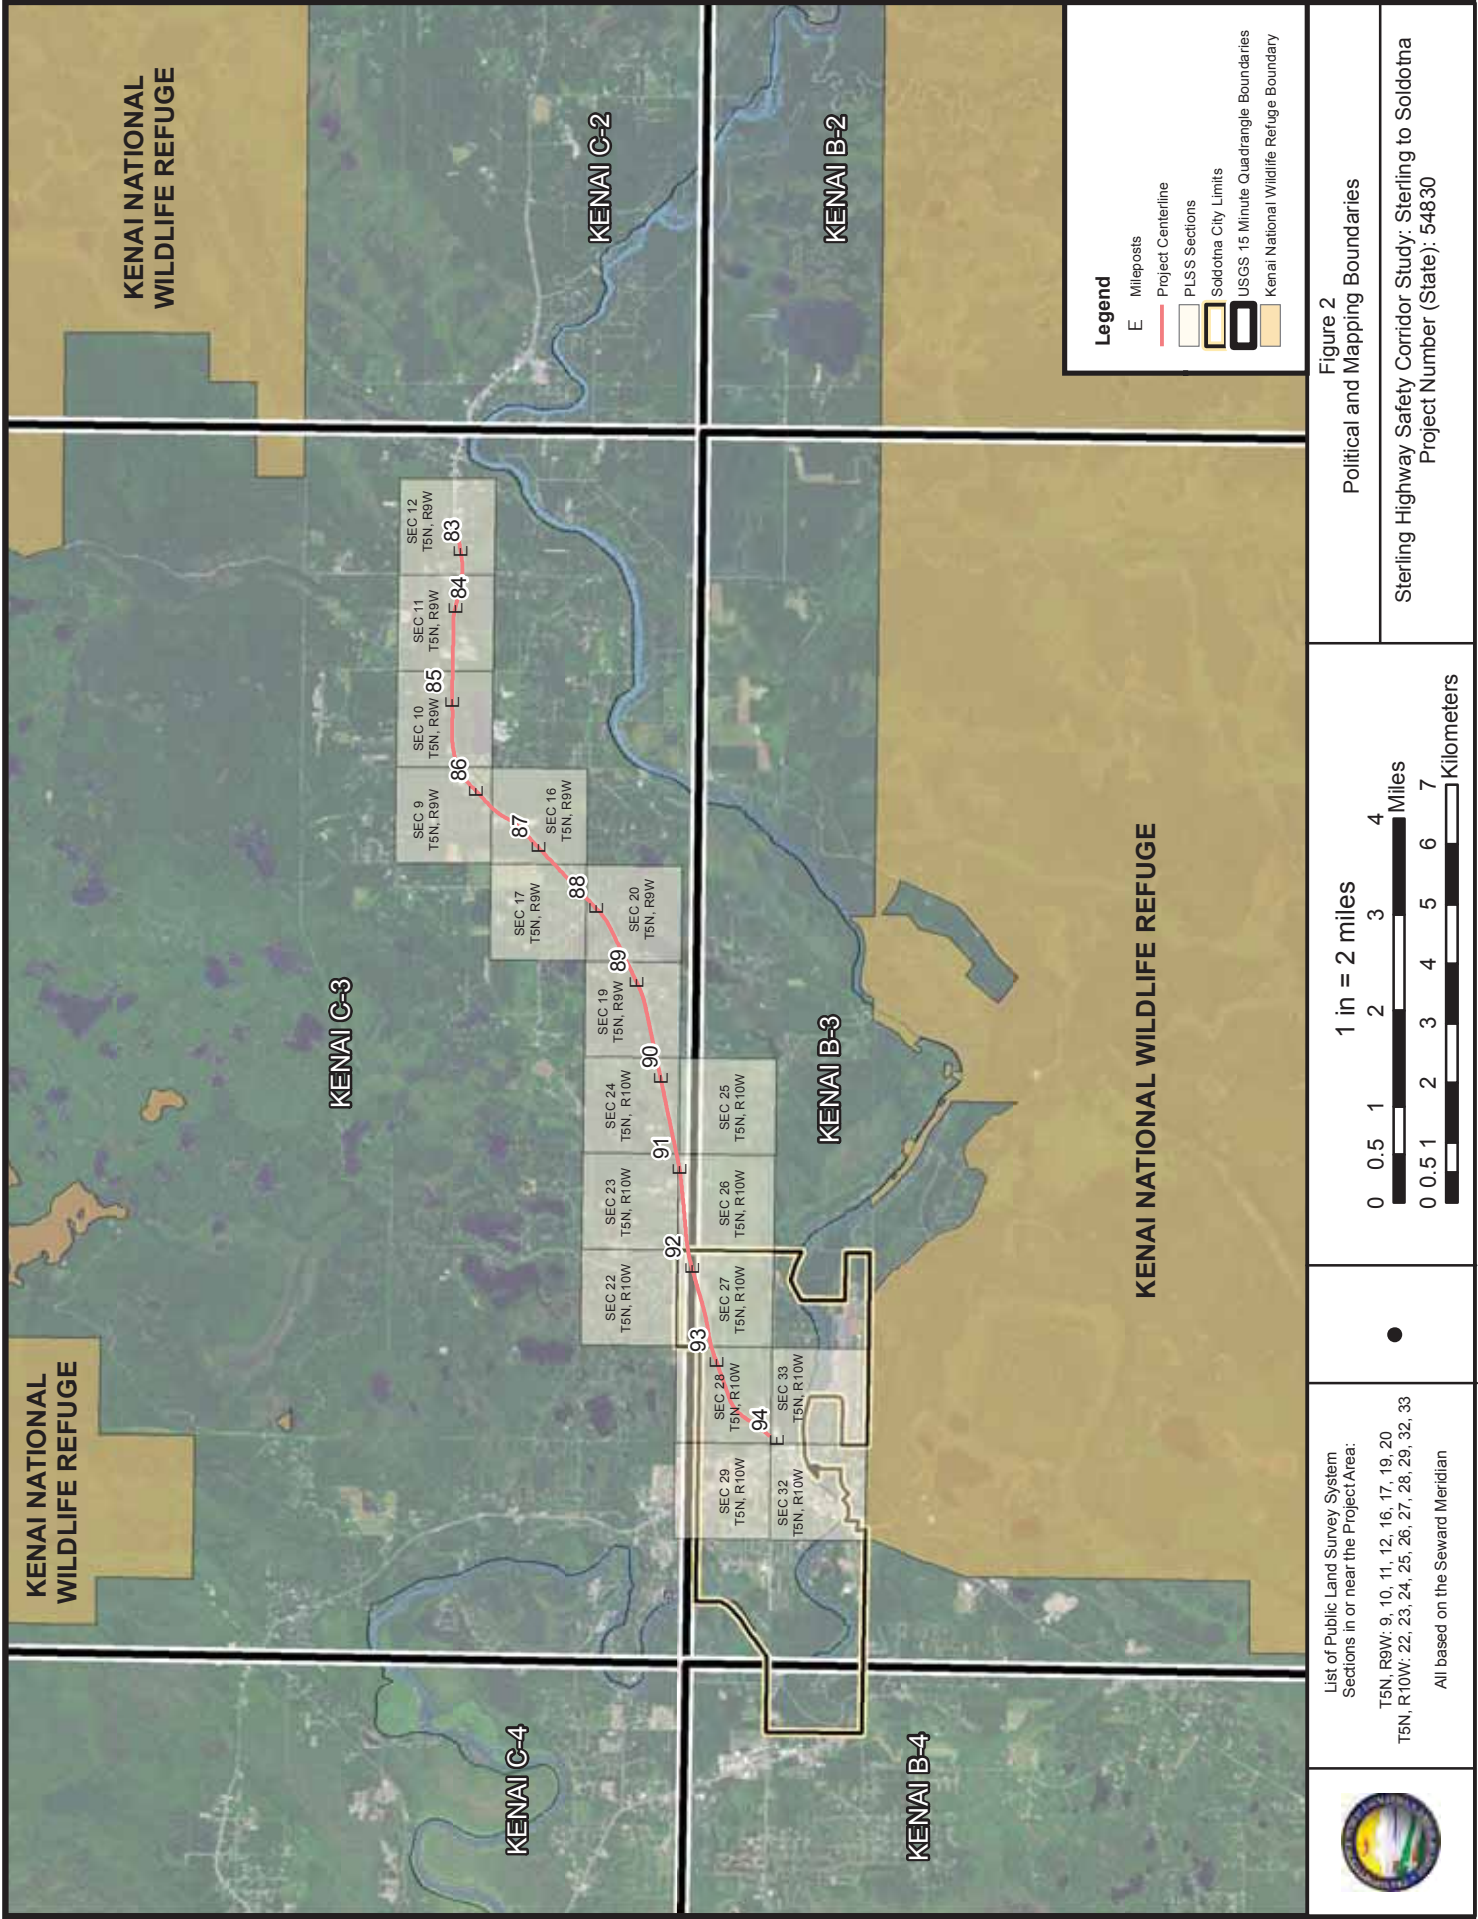 KENAI NATIONAL
WILDLIFE REFUGE
KENAI NATIONAL
WILDLIFE REFUGE
KENAI C-4
KENAI C-3
KENAI C-2
KENAI B-4
KENAI B-3
KENAI B-2
KENAI NATIONAL WILDLIFE REFUGE
SEC 12
T5N, R9W
SEC 11
T5N, R9W
SEC 10
T5N, R9W
SEC 9
T5N, R9W
SEC 16
T5N, R9W
SEC 17
T5N, R9W
SEC 20
T5N, R9W
SEC 19
T5N, R9W
SEC 24
T5N, R10W
SEC 25
T5N, R10W
SEC 23
T5N, R10W
SEC 26
T5N, R10W
SEC 22
T5N, R10W
SEC 27
T5N, R10W
SEC 28
T5N, R10W
SEC 33
T5N, R10W
SEC 29
T5N, R10W
SEC 32
T5N, R10W
83
E
84
E
85
E
86
E
87
E
88
E
89
E
90
E
91
E
92
E
93
E
94
E
Legend
E Mileposts
Project Centerline
PLSS Sections
Soldotna City Limits
USGS 15 Minute Quadrangle Boundaries
Kenai National Wildlife Refuge Boundary
List of Public Land Survey System
Sections in or near the Project Area:
T5N, R9W: 9, 10, 11, 12, 16, 17, 19, 20
T5N, R10W: 22, 23, 24, 25, 26, 27, 28, 29, 32, 33
All based on the Seward Meridian
1 in = 2 miles
0 0.5 1 2 3 4
Miles
0 0.5 1 2 3 4 5 6 7
Kilometers
Figure 2
Political and Mapping Boundaries
Sterling Highway Safety Corridor Study: Sterling to Soldotna
Project Number (State): 54830